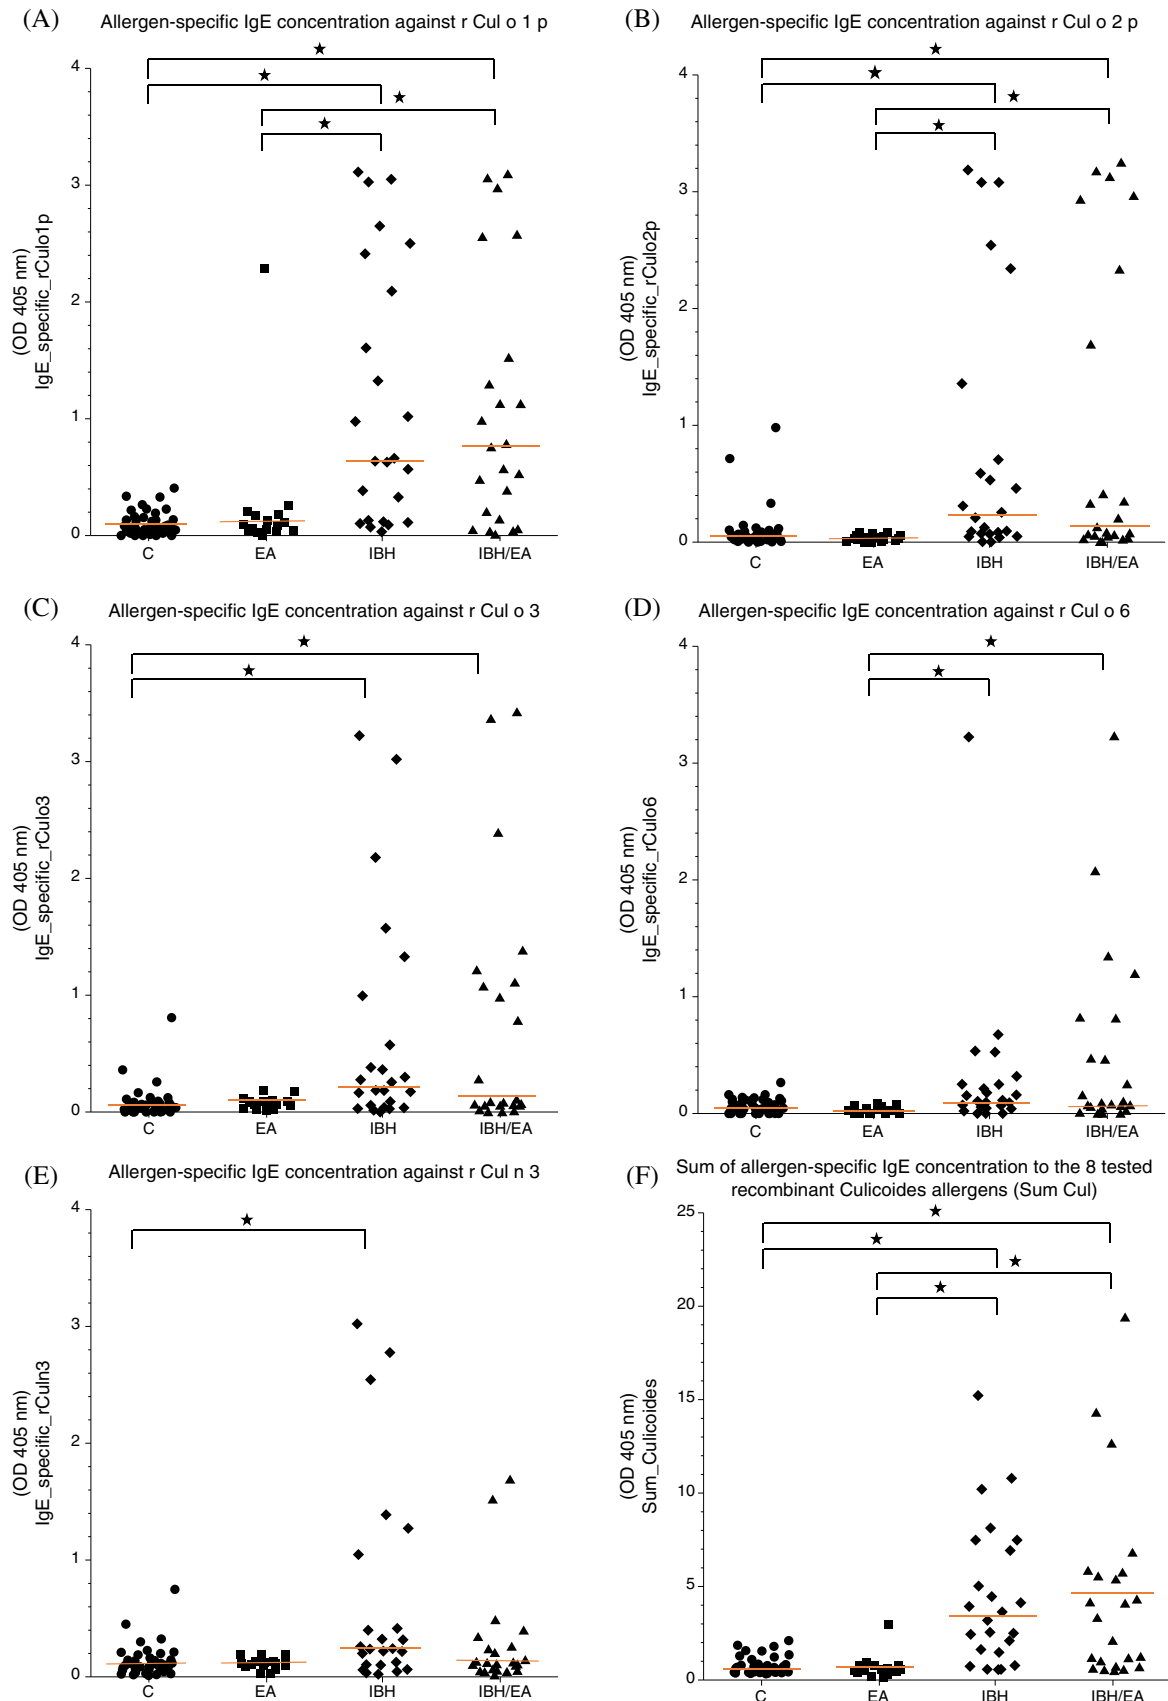 (A)
Allergen-specific IgE concentration against r Cul o 1 p
(OD 405 nm)
IgE_specific_rCulo1p
4
3
2
1
0
C
EA
IBH
IBH/EA
(B)
Allergen-specific IgE concentration against r Cul o 2 p
(OD 405 nm)
IgE_specific_rCulo2p
4
3
2
1
0
C
EA
IBH
IBH/EA
(C)
Allergen-specific IgE concentration against r Cul o 3
(OD 405 nm)
IgE_specific_rCulo3
4
3
2
1
0
C
EA
IBH
IBH/EA
(D)
Allergen-specific IgE concentration against r Cul o 6
(OD 405 nm)
IgE_specific_rCulo6
4
3
2
1
0
C
EA
IBH
IBH/EA
(E)
Allergen-specific IgE concentration against r Cul n 3
(OD 405 nm)
IgE_specific_rCuln3
4
3
2
1
0
C
EA
IBH
IBH/EA
(F)
Sum of allergen-specific IgE concentration to the 8 tested
recombinant Culicoides allergens (Sum Cul)
(OD 405 nm)
Sum_Culicoides
25
20
15
10
5
0
C
EA
IBH
IBH/EA